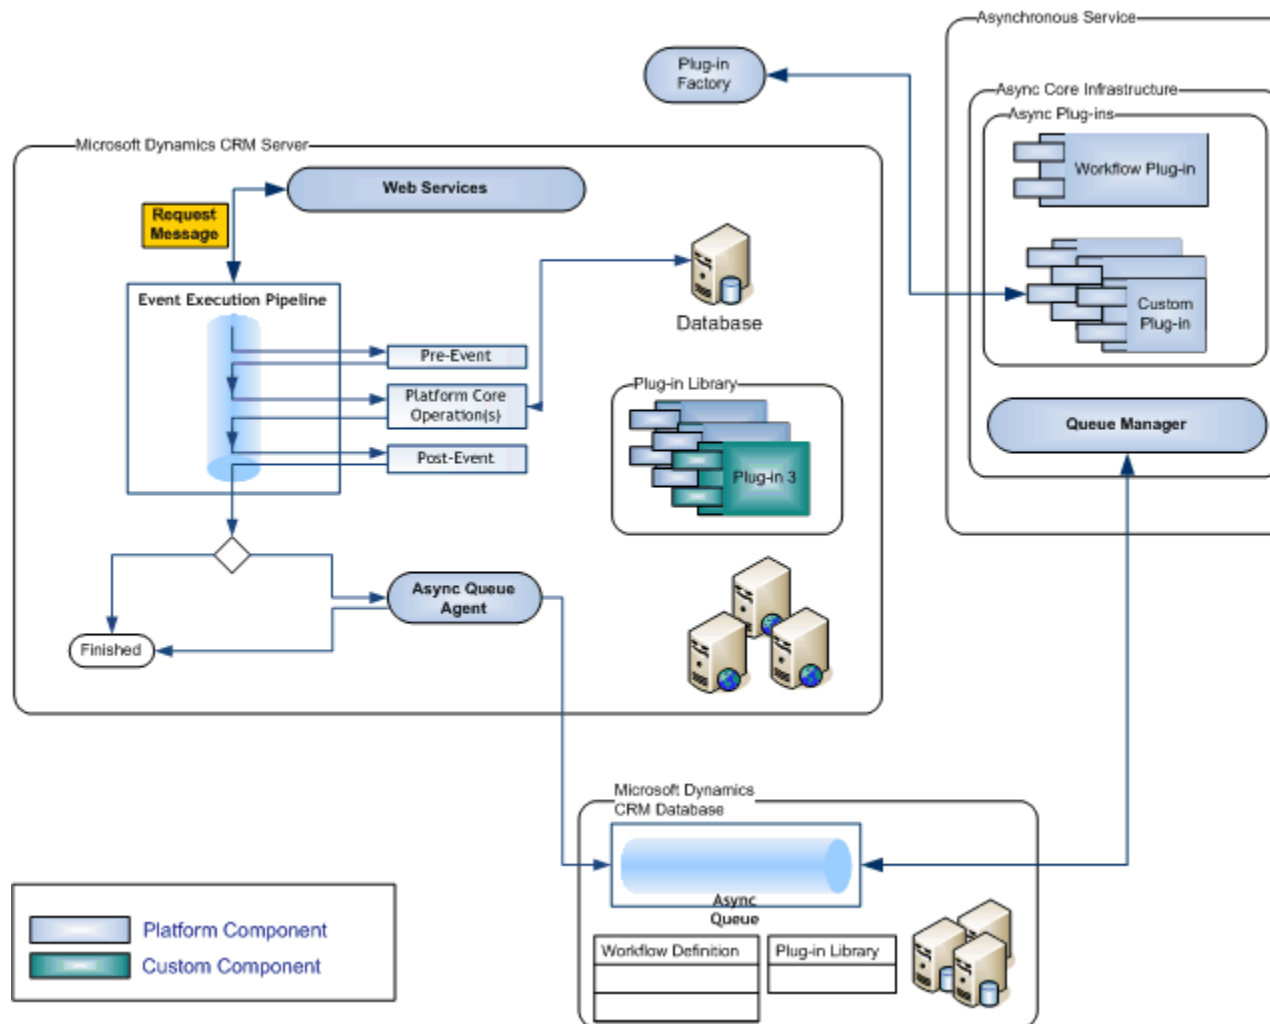 Asynchronous Service
Plug-in
Factory
Async Core Infrastructure
Async Plug-ins
Workflow Plug-in
Custom
Plug-in
Queue Manager
Microsoft Dynamics CRM Server
Web Services
Request
Message
Event Execution Pipeline
Pre-Event
Platform Core
Operation(s)
Post-Event
Database
Plug-in Library
Plug-in 3
Async Queue
Agent
Finished
Microsoft Dynamics
CRM Database
Async
Queue
Workflow Definition
Plug-in Library
Platform Component
Custom Component